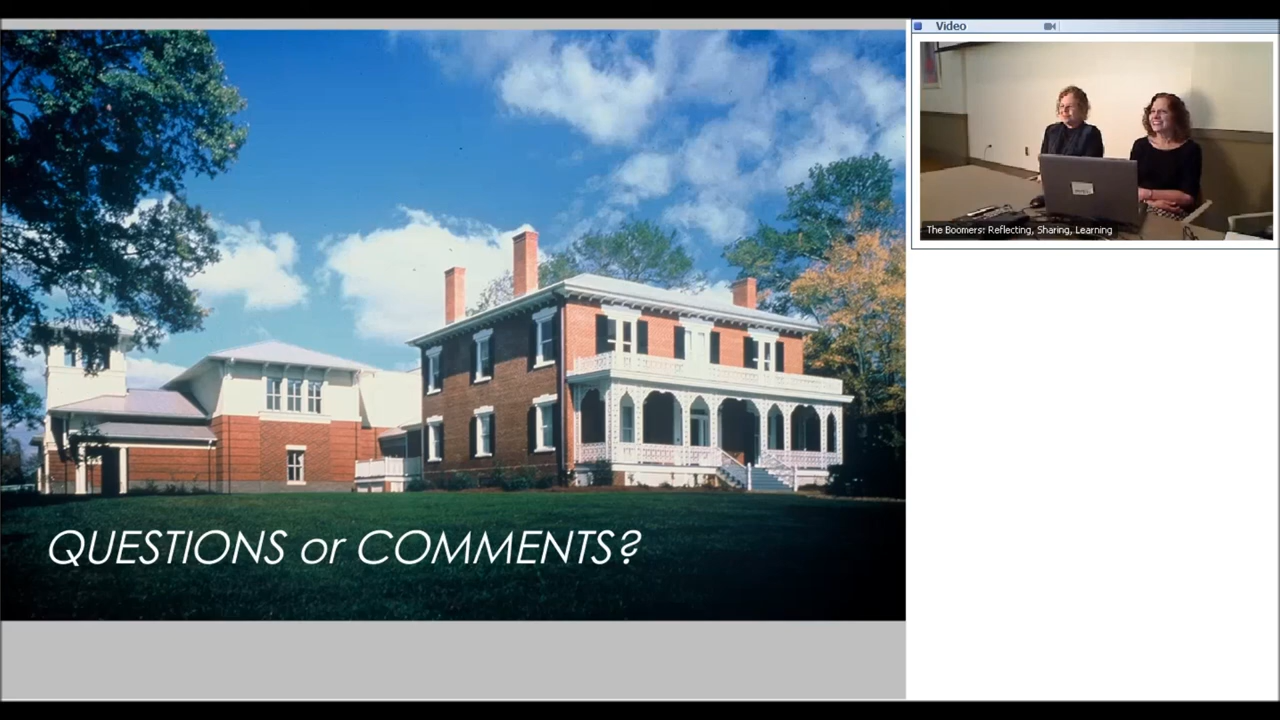 Video
The Boomers: Reflecting, Sharing, Learning
QUESTIONS or COMMENTS?